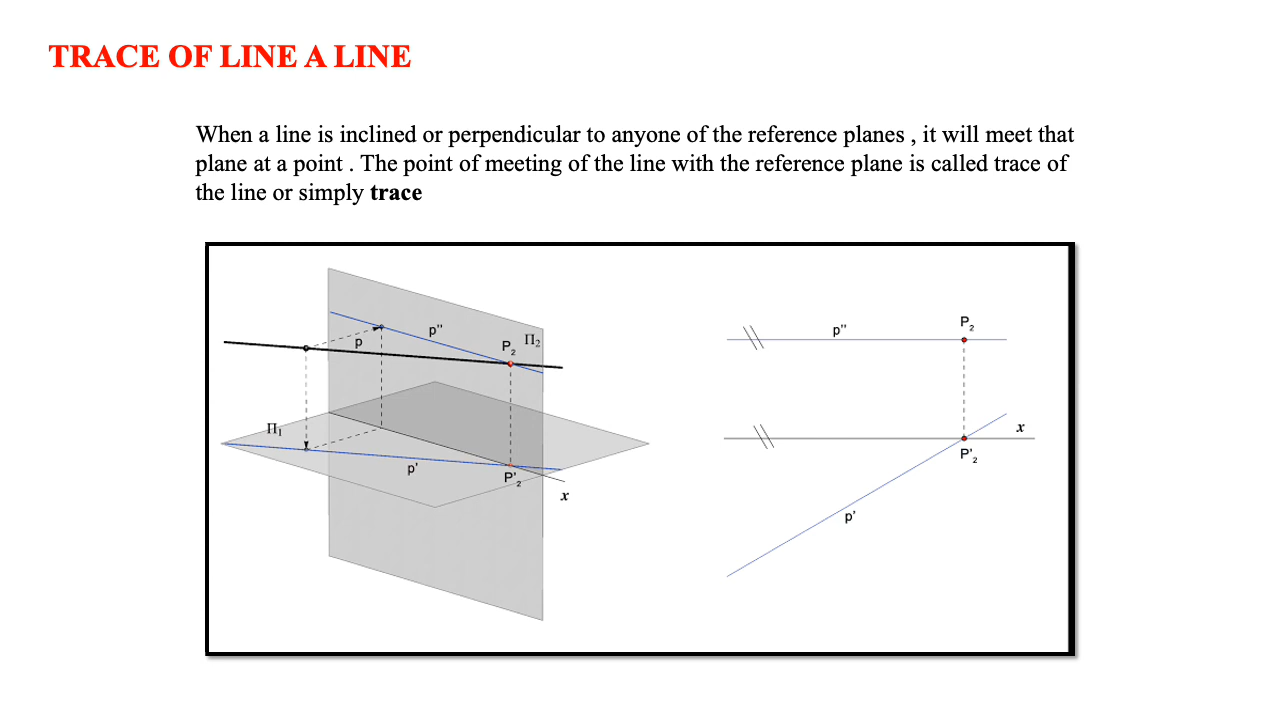 TRACE OF LINE A LINE
When a line is inclined or perpendicular to anyone of the reference planes , it will meet that
plane at a point . The point of meeting of the line with the reference plane is called trace of
the line or simply trace
p"
Π₂
P₂
p
Π₁
p'
P'₂
x
p"
P₂
x
P'₂
p'